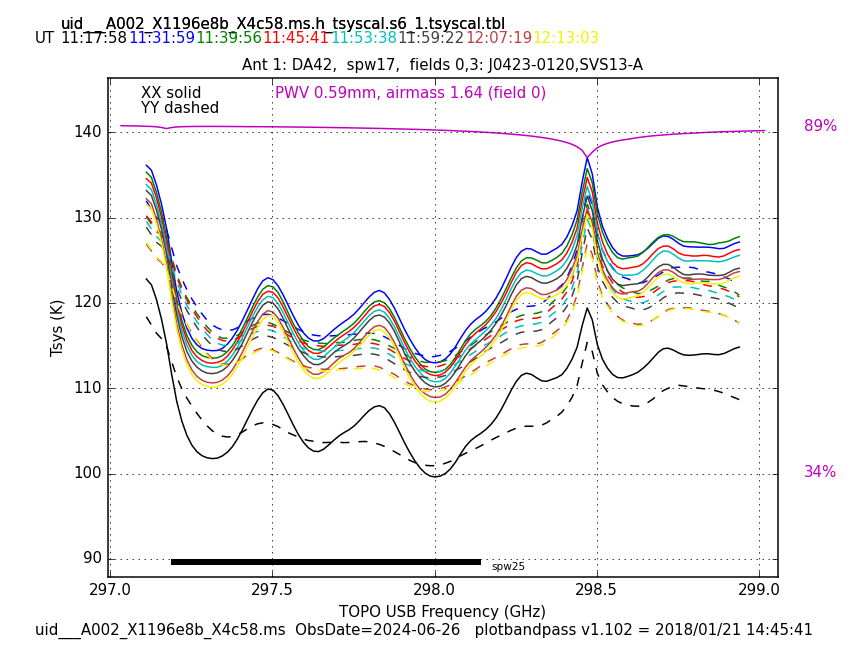 uid___A002_X1196e8b_X4c58.ms.h_tsyscal.s6_1.tsyscal.tbl
UT 11:17:58 11:31:59 11:39:56 11:45:41 11:53:38 11:59:22 12:07:19 12:13:03
Ant 1: DA42, spw17, fields 0,3: J0423-0120,SVS13-A
XX solid PWV 0.59mm, airmass 1.64 (field 0)
YY dashed
140
130
120
110
100
90
Tsys (K)
89%
34%
spw25
297.0 297.5 298.0 298.5 299.0
TOPO USB Frequency (GHz)
uid___A002_X1196e8b_X4c58.ms ObsDate=2024-06-26 plotbandpass v1.102 = 2018/01/21 14:45:41